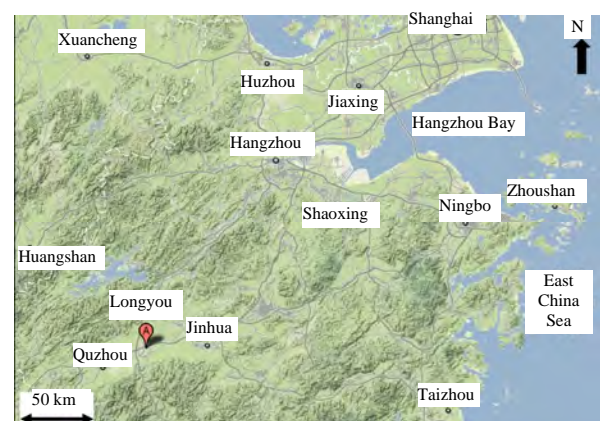 Shanghai
N
Xuancheng
Huzhou
Jiaxing
Hangzhou Bay
Hangzhou
Zhoushan
Ningbo
Shaoxing
Huangshan
East
China
Sea
Longyou
A
Jinhua
Quzhou
Taizhou
50 km